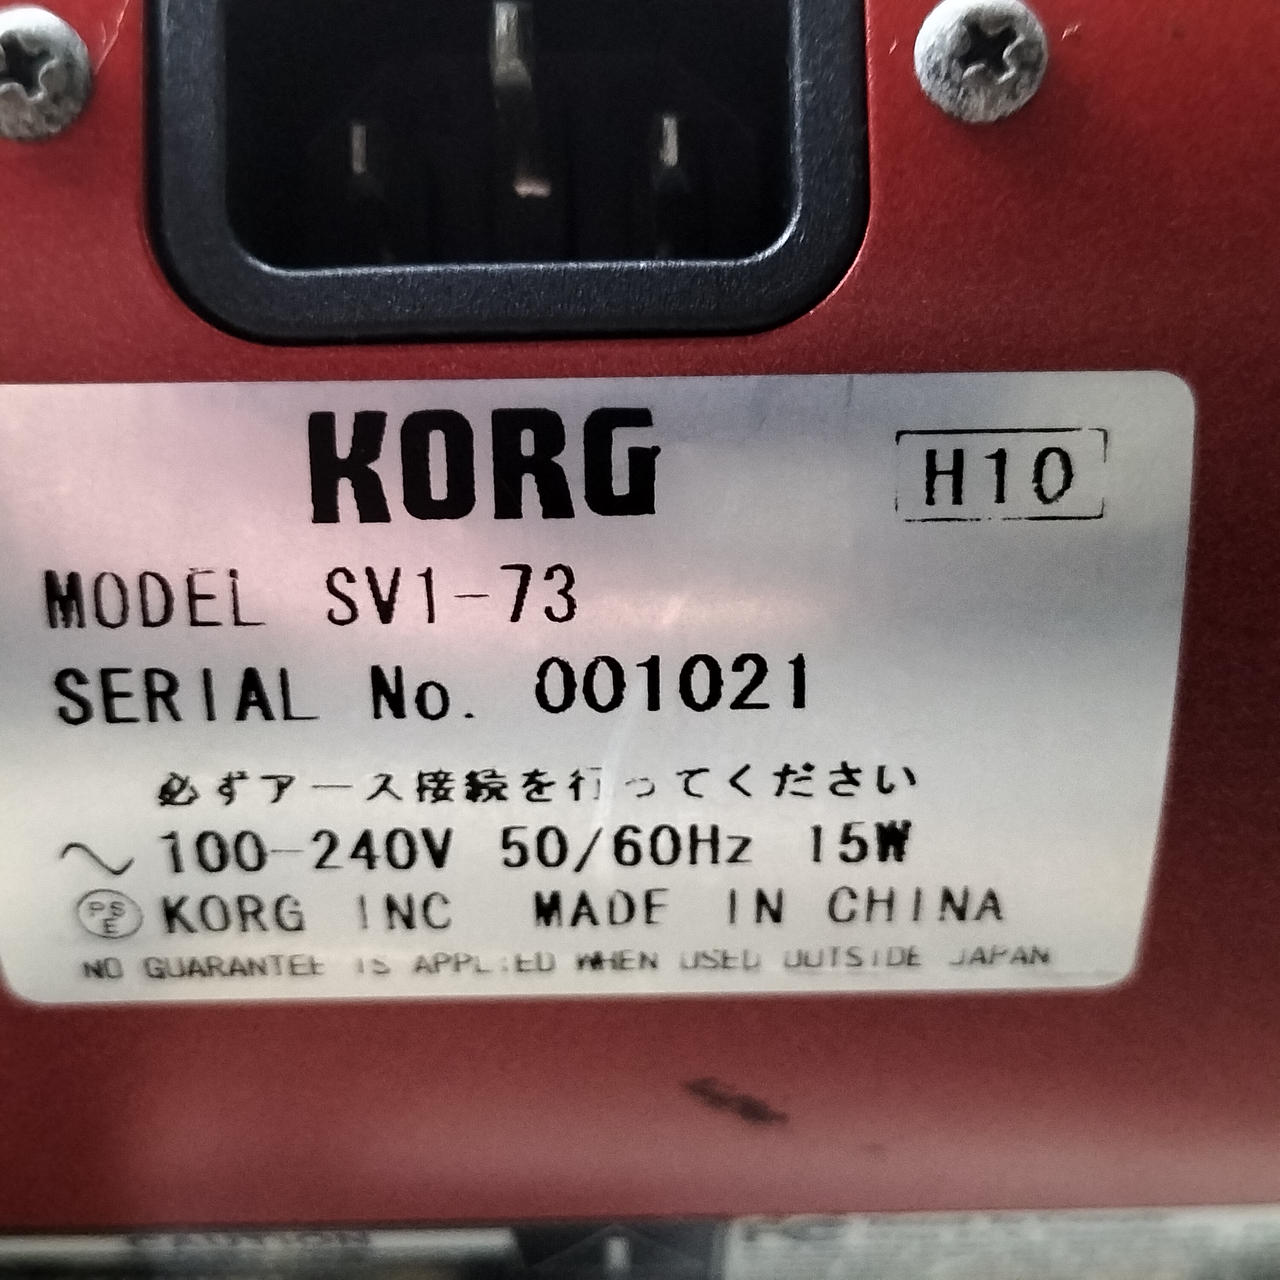 KORG
H10
MODEL SV1-73
SERIAL No. 001021
必ずアース接続を行ってください
~ 100-240V 50/60Hz 15W
PSE KORG INC MADE IN CHINA
NO GUARANTEE IS APPLIED WHEN USED OUTSIDE JAPAN
CAUTION